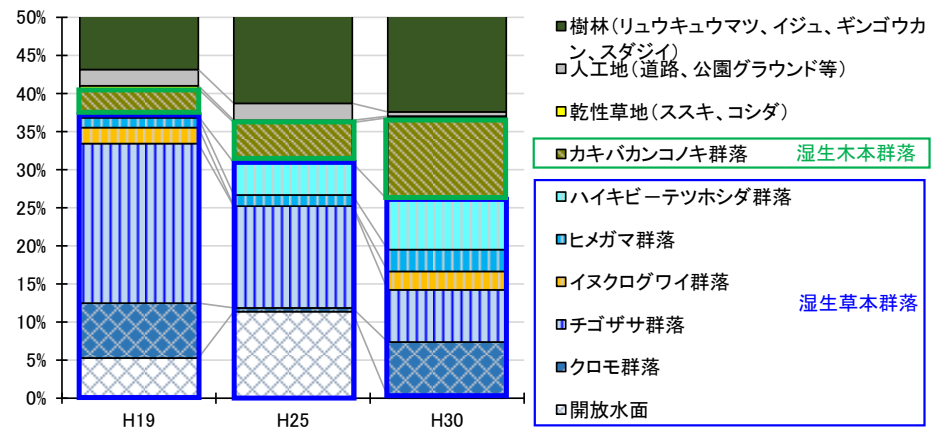 50%
45%
40%
35%
30%
25%
20%
15%
10%
5%
0%
H19
H25
H30
樹林(リュウキュウマツ、イジュ、ギンゴウカ
ン、スダジイ)
人工地(道路、公園グラウンド等)
乾性草地(ススキ、コシダ)
カキバカンコノキ群落 湿生木本群落
ハイキビーテツホシダ群落
ヒメガマ群落
イヌクログワイ群落
湿生草本群落
チゴザサ群落
クロモ群落
開放水面